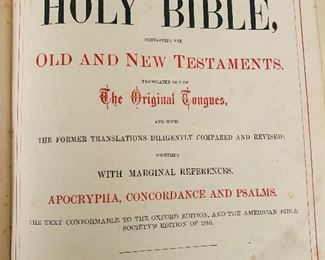 HOLY BIBLE,
CONTAINING THE
OLD AND NEW TESTAMENTS.
TRANSLATED OUT OF
The Original Tongues,
AND WITH
THE FORMER TRANSLATIONS DILIGENTLY COMPARED AND REVISED:
TOGETHER
WITH MARGINAL REFERENCES,
APOCRYPHA, CONCORDANCE AND PSALMS.
THE TEXT CONFORMABLE TO THE OXFORD EDITION, AND THE AMERICAN BIBLE
SOCIETY'S EDITION OF 1816.